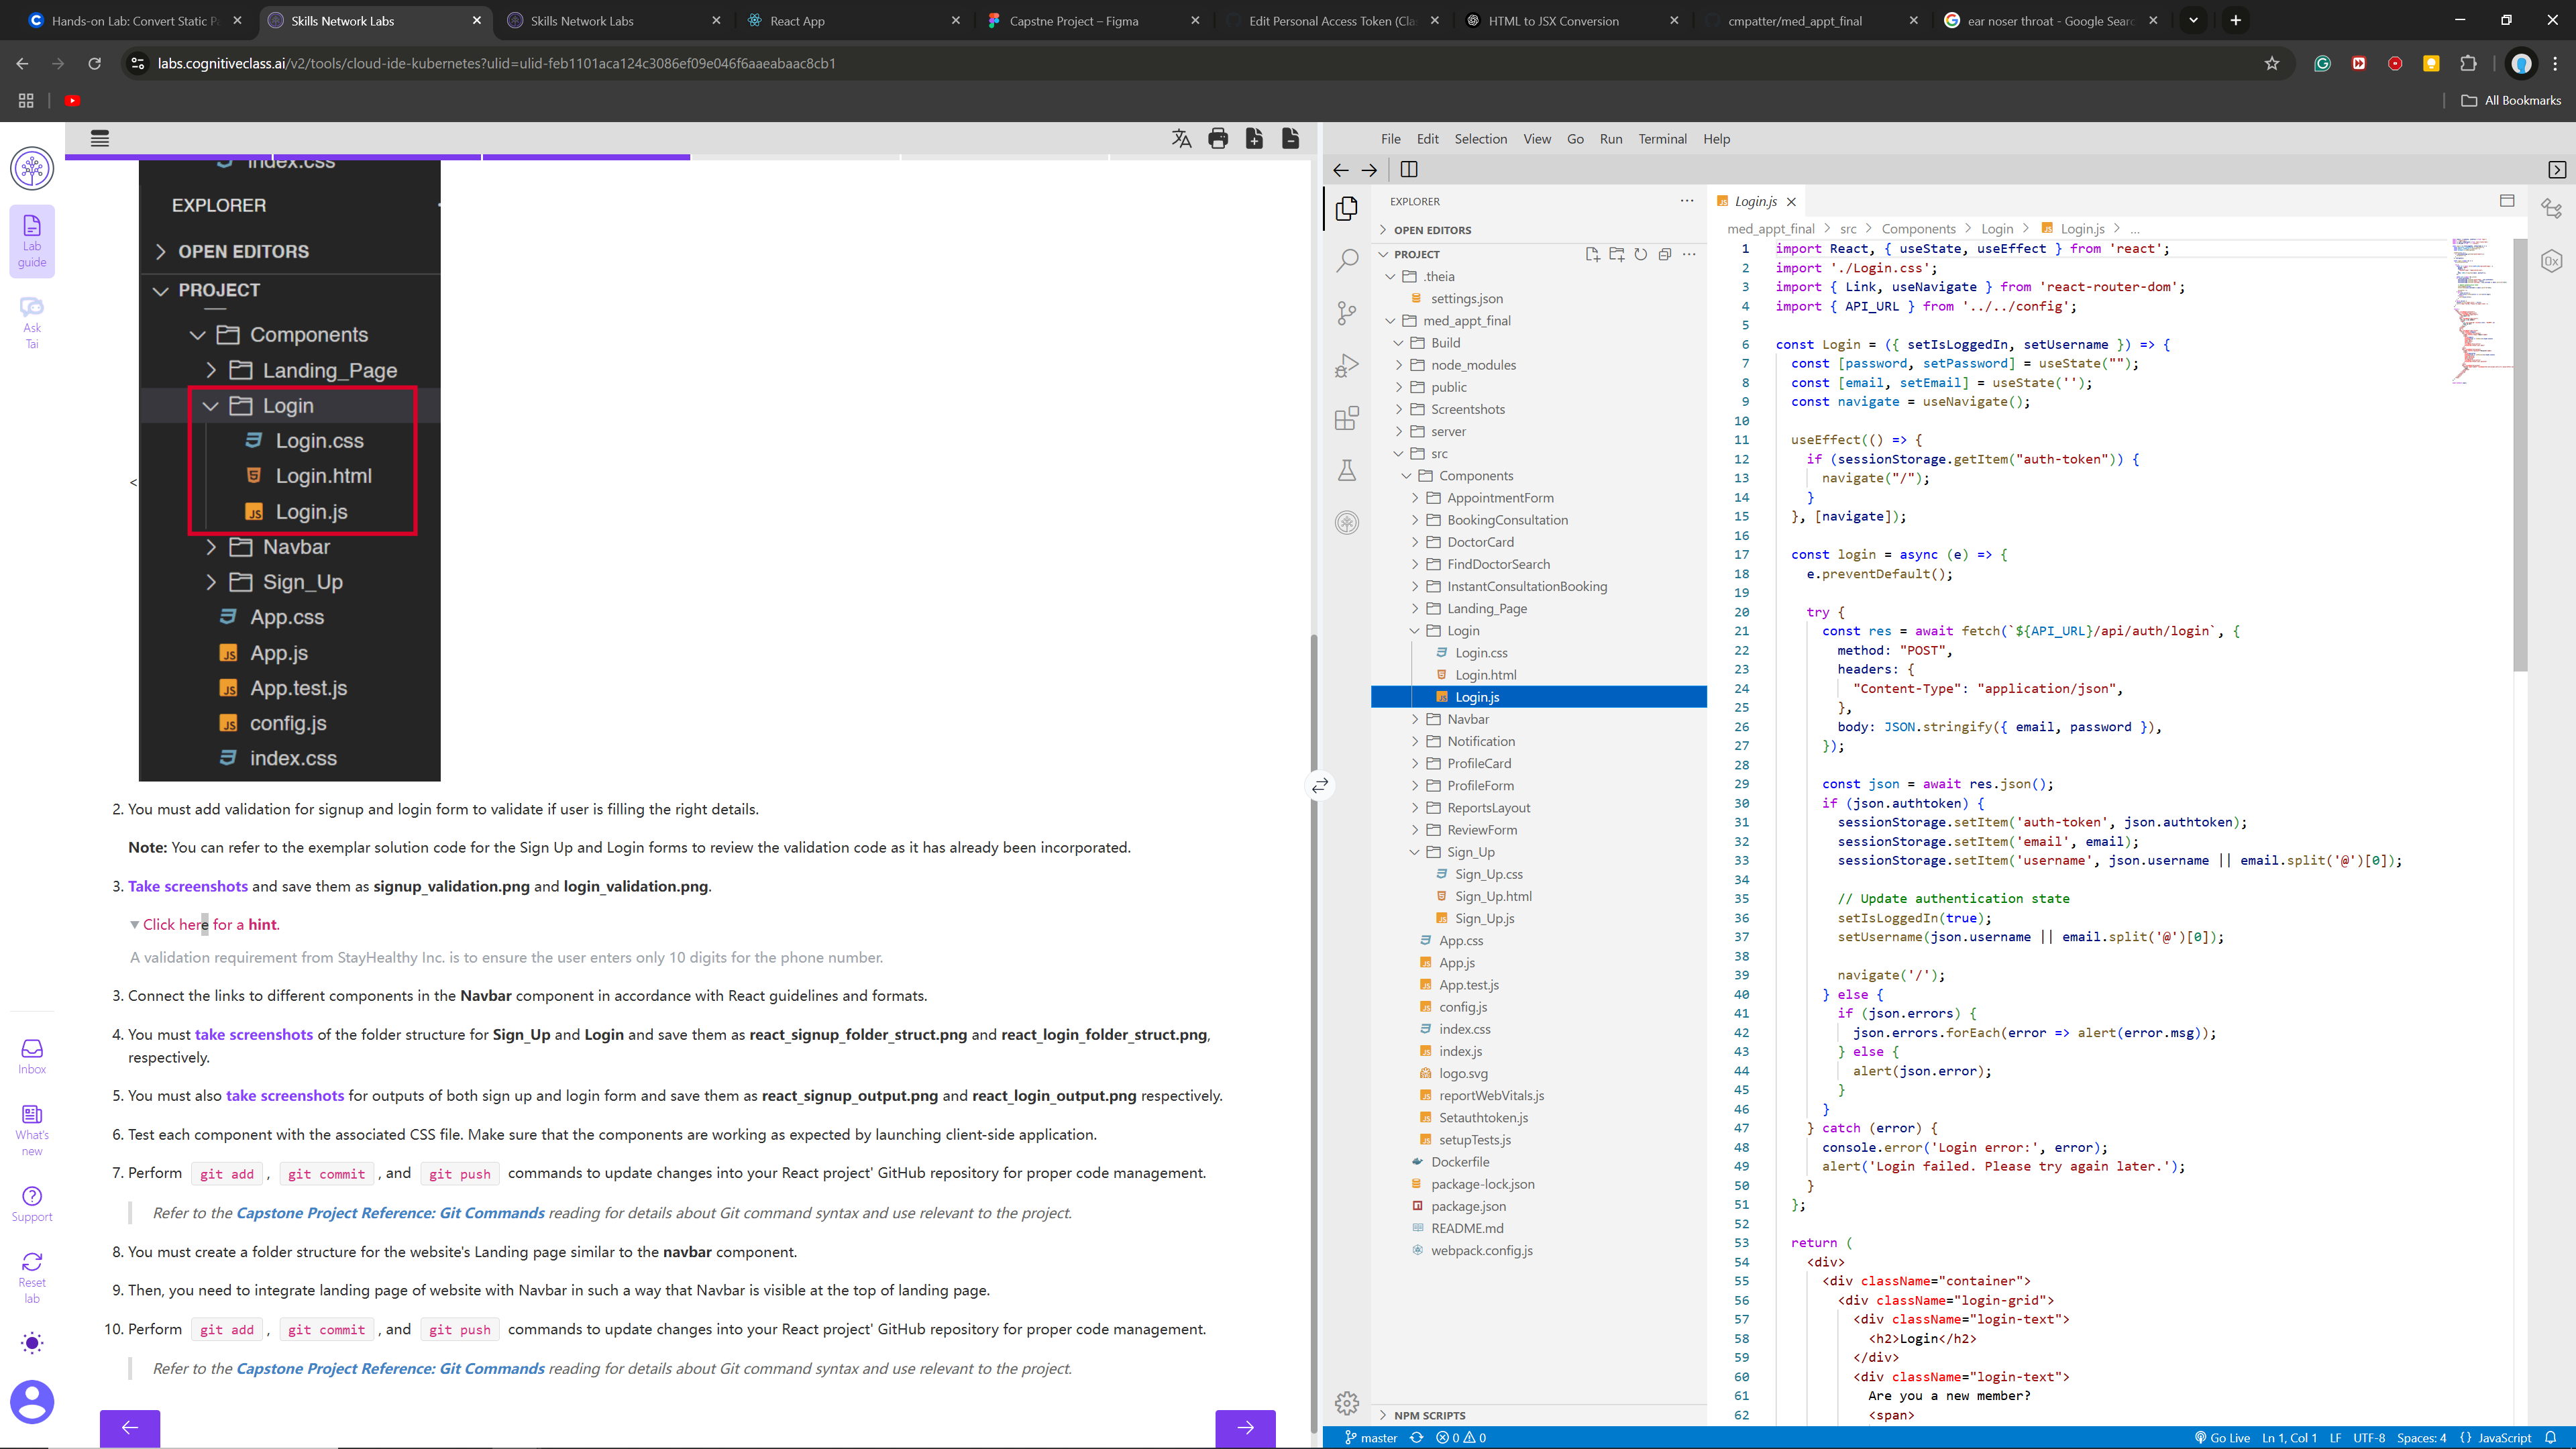 Hands-on Lab: Convert Static Pa
Skills Network Labs
Skills Network Labs
React App
Capstne Project – Figma
Edit Personal Access Token (Clas
HTML to JSX Conversion
cmpatter/med_appt_final
ear noser throat - Google Searc
labs.cognitiveclass.ai/v2/tools/cloud-ide-kubernetes?ulid=ulid-feb1101aca124c3086ef09e046f6aaeabaac8cb1
All Bookmarks
Lab
guide
Ask
Tai
Inbox
What's
new
Support
Reset
lab
index.css
EXPLORER
OPEN EDITORS
PROJECT
Components
Landing_Page
Login
Login.css
Login.html
Login.js
Navbar
Sign_Up
App.css
App.js
App.test.js
config.js
index.css
<
2. You must add validation for signup and login form to validate if user is filling the right details.
Note: You can refer to the exemplar solution code for the Sign Up and Login forms to review the validation code as it has already been incorporated.
3. Take screenshots and save them as signup_validation.png and login_validation.png.
Click here for a hint.
A validation requirement from StayHealthy Inc. is to ensure the user enters only 10 digits for the phone number.
3. Connect the links to different components in the Navbar component in accordance with React guidelines and formats.
4. You must take screenshots of the folder structure for Sign_Up and Login and save them as react_signup_folder_struct.png and react_login_folder_struct.png,
respectively.
5. You must also take screenshots for outputs of both sign up and login form and save them as react_signup_output.png and react_login_output.png respectively.
6. Test each component with the associated CSS file. Make sure that the components are working as expected by launching client-side application.
7. Perform git add , git commit , and git push commands to update changes into your React project' GitHub repository for proper code management.
Refer to the Capstone Project Reference: Git Commands reading for details about Git command syntax and use relevant to the project.
8. You must create a folder structure for the website's Landing page similar to the navbar component.
9. Then, you need to integrate landing page of website with Navbar in such a way that Navbar is visible at the top of landing page.
10. Perform git add , git commit , and git push commands to update changes into your React project' GitHub repository for proper code management.
Refer to the Capstone Project Reference: Git Commands reading for details about Git command syntax and use relevant to the project.
File Edit Selection View Go Run Terminal Help
EXPLORER
OPEN EDITORS
PROJECT
.theia
settings.json
med_appt_final
Build
node_modules
public
Screentshots
server
src
Components
AppointmentForm
BookingConsultation
DoctorCard
FindDoctorSearch
InstantConsultationBooking
Landing_Page
Login
Login.css
Login.html
Login.js
Navbar
Notification
ProfileCard
ProfileForm
ReportsLayout
ReviewForm
Sign_Up
Sign_Up.css
Sign_Up.html
Sign_Up.js
App.css
App.js
App.test.js
config.js
index.css
index.js
logo.svg
reportWebVitals.js
Setauthtoken.js
setupTests.js
Dockerfile
package-lock.json
package.json
README.md
webpack.config.js
NPM SCRIPTS
Login.js
med_appt_final > src > Components > Login > Login.js > ...
1 import React, { useState, useEffect } from 'react';
2 import './Login.css';
3 import { Link, useNavigate } from 'react-router-dom';
4 import { API_URL } from '../../config';
5
6 const Login = ({ setIsLoggedIn, setUsername }) => {
7 const [password, setPassword] = useState("");
8 const [email, setEmail] = useState('');
9 const navigate = useNavigate();
10
11 useEffect(() => {
12 if (sessionStorage.getItem("auth-token")) {
13 navigate("/");
14 }
15 }, [navigate]);
16
17 const login = async (e) => {
18 e.preventDefault();
19
20 try {
21 const res = await fetch(`${API_URL}/api/auth/login`, {
22 method: "POST",
23 headers: {
24 "Content-Type": "application/json",
25 },
26 body: JSON.stringify({ email, password }),
27 });
28
29 const json = await res.json();
30 if (json.authtoken) {
31 sessionStorage.setItem('auth-token', json.authtoken);
32 sessionStorage.setItem('email', email);
33 sessionStorage.setItem('username', json.username || email.split('@')[0]);
34
35 // Update authentication state
36 setIsLoggedIn(true);
37 setUsername(json.username || email.split('@')[0]);
38
39 navigate('/');
40 } else {
41 if (json.errors) {
42 json.errors.forEach(error => alert(error.msg));
43 } else {
44 alert(json.error);
45 }
46 }
47 } catch (error) {
48 console.error('Login error:', error);
49 alert('Login failed. Please try again later.');
50 }
51 };
52
53 return (
54 <div>
55 <div className="container">
56 <div className="login-grid">
57 <div className="login-text">
58 <h2>Login</h2>
59 </div>
60 <div className="login-text">
61 Are you a new member?
62 <span>
master 0 0 Go Live Ln 1, Col 1 LF UTF-8 Spaces: 4 {} JavaScript